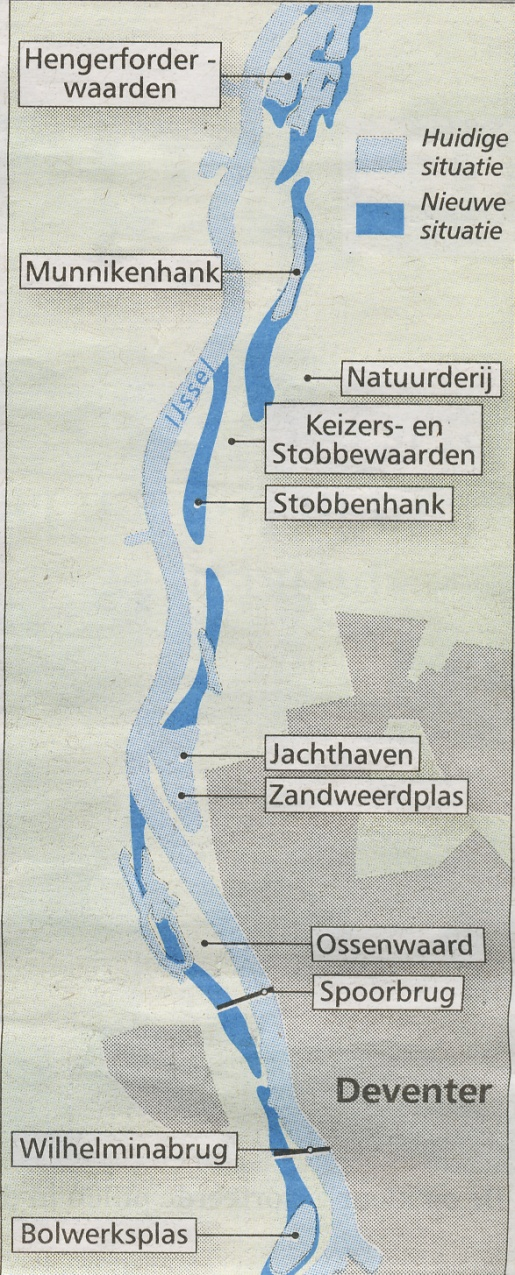 Hengerforder -
waarden
Huidige
situatie
Nieuwe
situatie
Munnikenhank
IJssel
Natuurderij
Keizers- en
Stobbewaarden
Stobbenhank
Jachthaven
Zandweerdplas
Ossenwaard
Spoorbrug
Deventer
Wilhelminabrug
Bolwerksplas